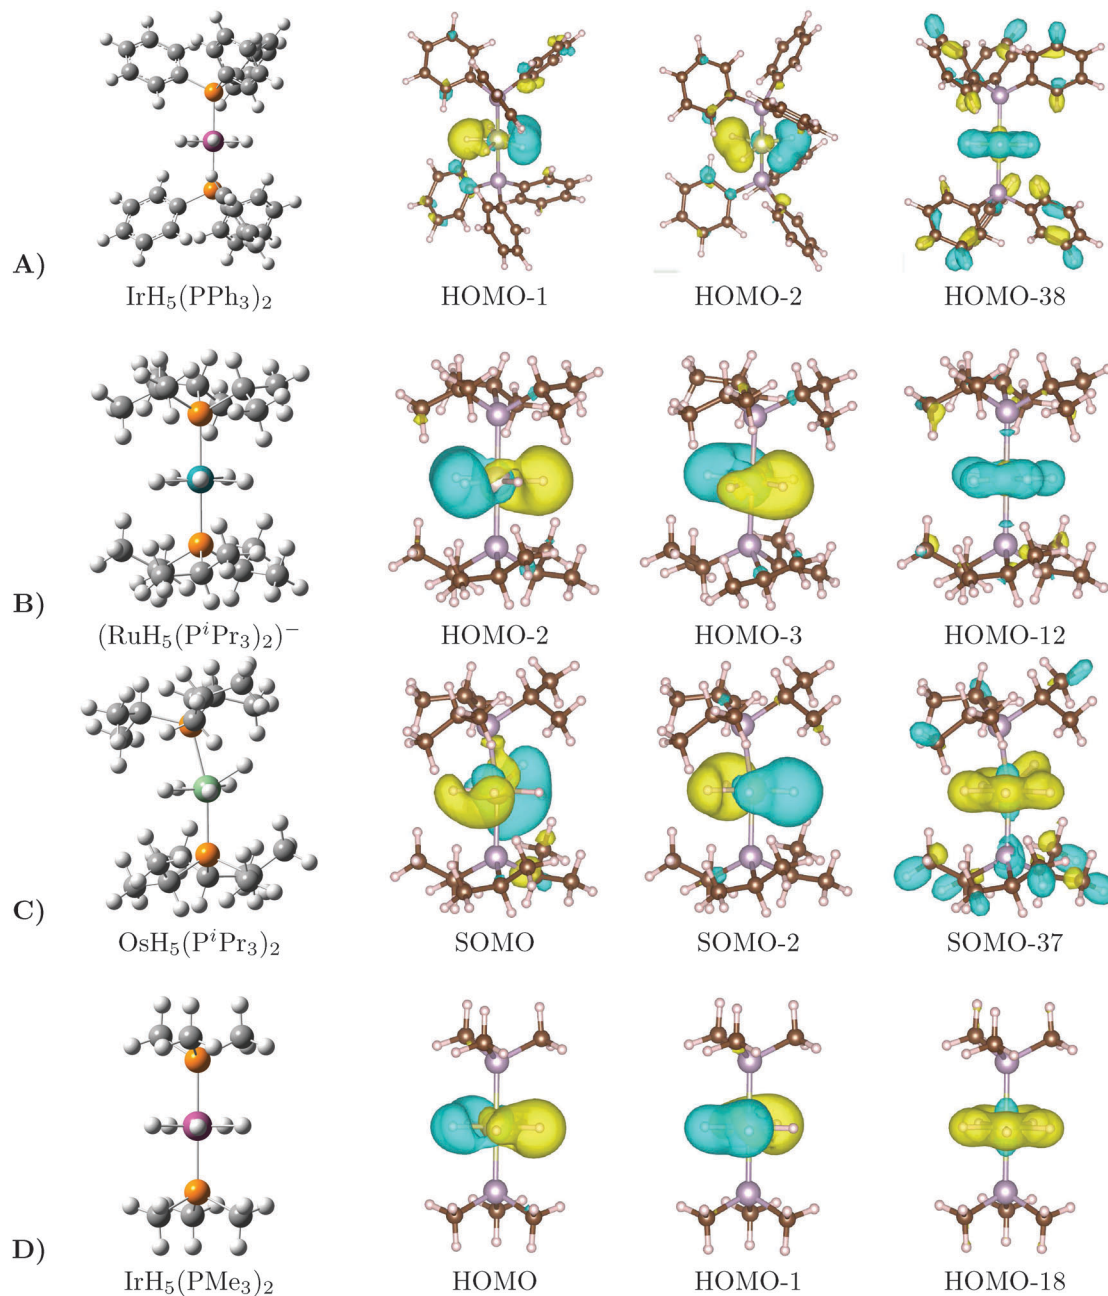 A) IrH₅(PPh₃)₂ HOMO-1 HOMO-2 HOMO-38
B) (RuH₅(PⁱPr₃)₂)⁻ HOMO-2 HOMO-3 HOMO-12
C) OsH₅(PⁱPr₃)₂ SOMO SOMO-2 SOMO-37
D) IrH₅(PMe₃)₂ HOMO HOMO-1 HOMO-18